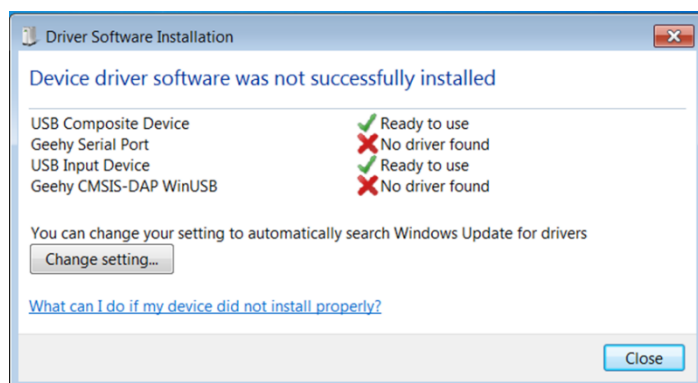 Driver Software Installation
Device driver software was not successfully installed
USB Composite Device Ready to use
Geehy Serial Port No driver found
USB Input Device Ready to use
Geehy CMSIS-DAP WinUSB No driver found
You can change your setting to automatically search Windows Update for drivers
Change setting...
What can I do if my device did not install properly?
Close